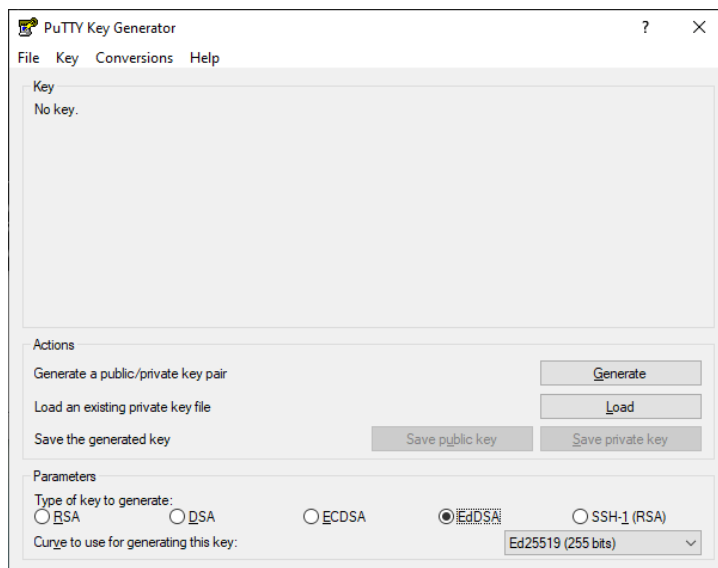 PuTTY Key Generator ?
File Key Conversions Help
Key
No key.
Actions
Generate a public/private key pair Generate
Load an existing private key file Load
Save the generated key Save public key Save private key
Parameters
Type of key to generate:
RSA DSA ECDSA EdDSA SSH-1 (RSA)
Curve to use for generating this key: Ed25519 (255 bits)